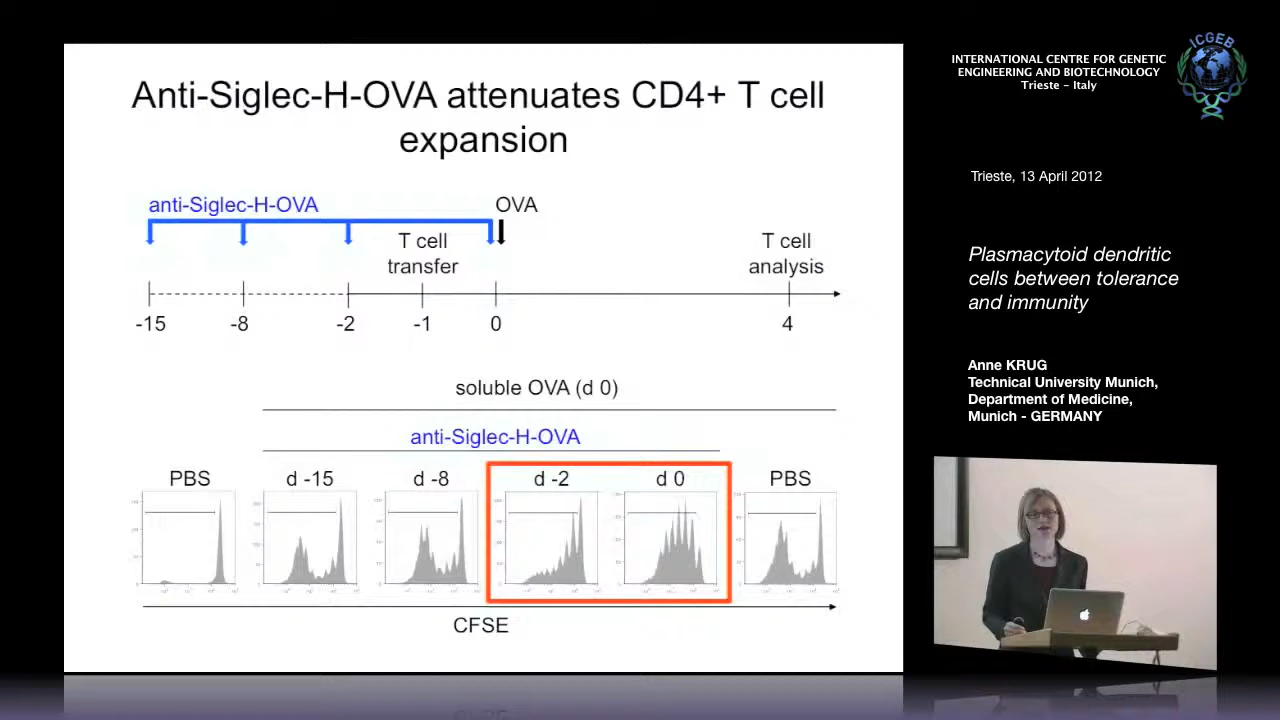 Anti-Siglec-H-OVA attenuates CD4+ T cell
expansion
anti-Siglec-H-OVA
OVA
T cell
transfer
T cell
analysis
-15
-8
-2
-1
0
4
soluble OVA (d 0)
anti-Siglec-H-OVA
PBS
d -15
d -8
d -2
d 0
PBS
CFSE
INTERNATIONAL CENTRE FOR GENETIC
ENGINEERING AND BIOTECHNOLOGY
Trieste - Italy
ICGEB
Trieste, 13 April 2012
Plasmacytoid dendritic
cells between tolerance
and immunity
Anne KRUG
Technical University Munich,
Department of Medicine,
Munich - GERMANY